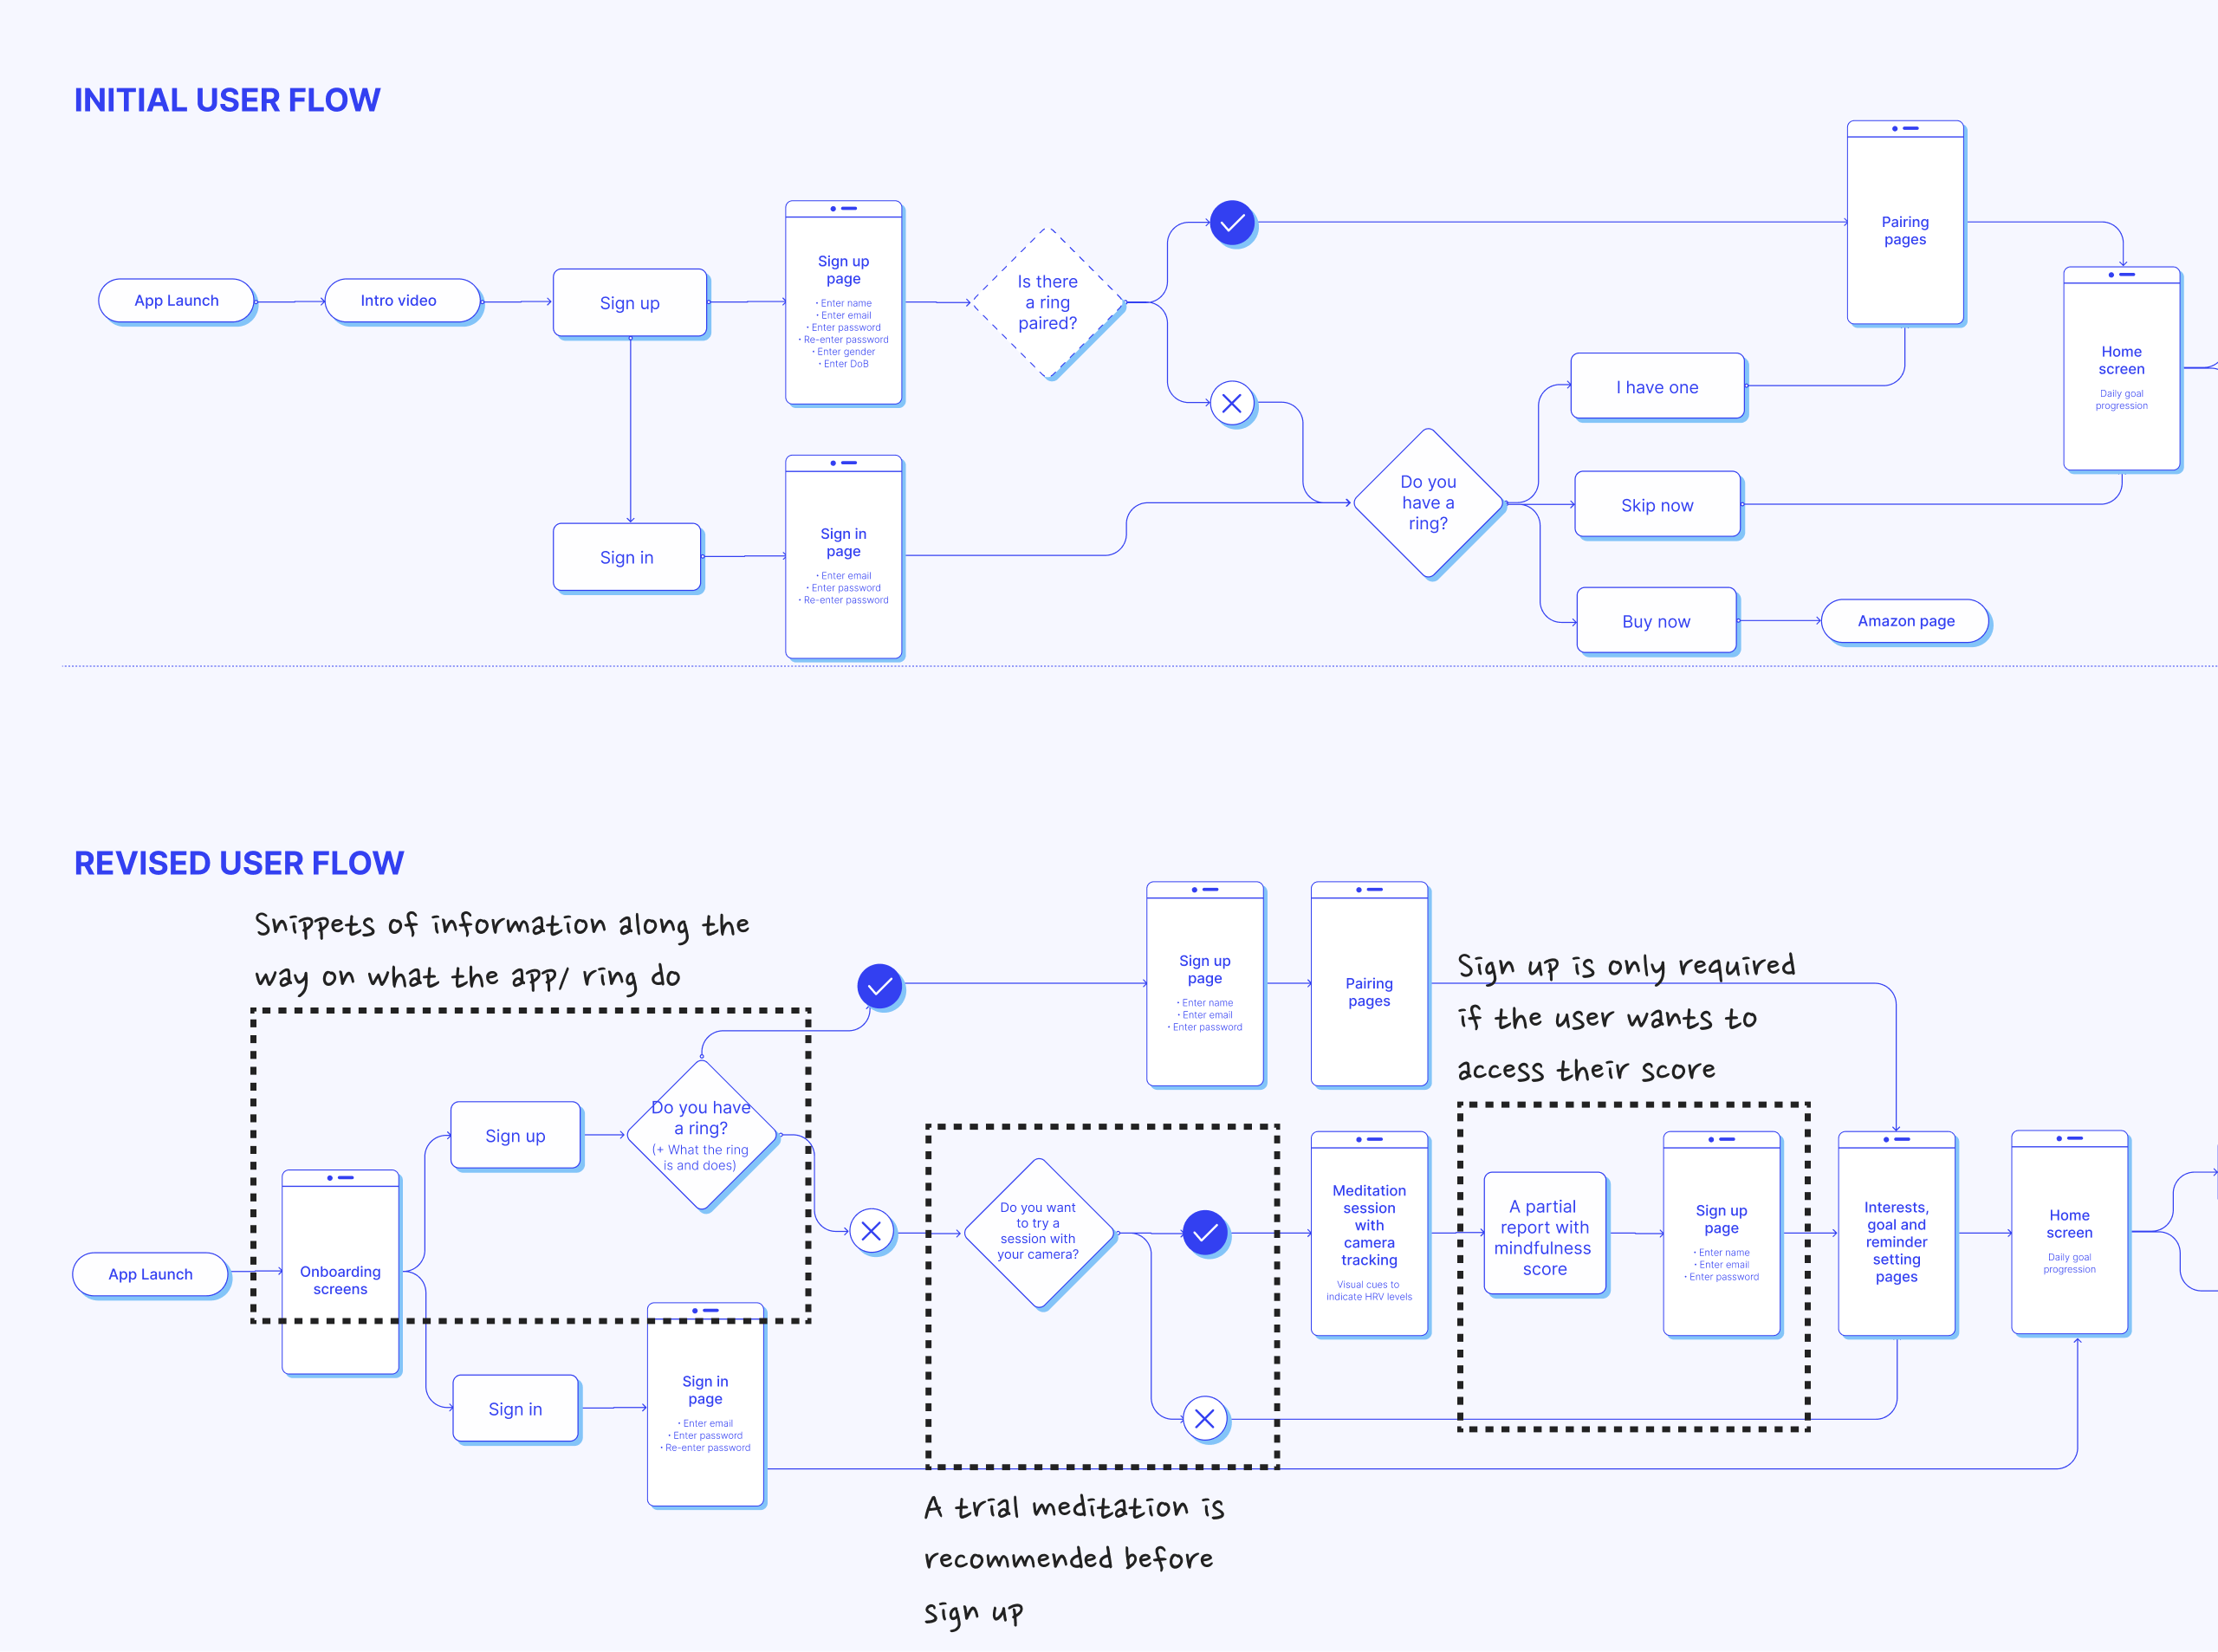 INITIAL USER FLOW
App Launch
Intro video
Sign up
Sign up
page
• Enter name
• Enter email
• Enter password
• Re-enter password
• Enter gender
• Enter DoB
Is there
a ring
paired?
Pairing
pages
Home
screen
Daily goal
progression
I have one
Do you
have a
ring?
Skip now
Buy now
Amazon page
Sign in
Sign in
page
• Enter email
• Enter password
• Re-enter password
REVISED USER FLOW
Snippets of information along the
way on what the app/ ring do
App Launch
Onboarding
screens
Sign up
Do you have
a ring?
(+ What the ring
is and does)
Sign up
page
• Enter name
• Enter email
• Enter password
Pairing
pages
Sign up is only required
if the user wants to
access their score
Do you want
to try a
session with
your camera?
Meditation
session
with
camera
tracking
Visual cues to
indicate HRV levels
A partial
report with
mindfulness
score
Sign up
page
• Enter name
• Enter email
• Enter password
Interests,
goal and
reminder
setting
pages
Home
screen
Daily goal
progression
Sign in
Sign in
page
• Enter email
• Enter password
• Re-enter password
A trial meditation is
recommended before
sign up